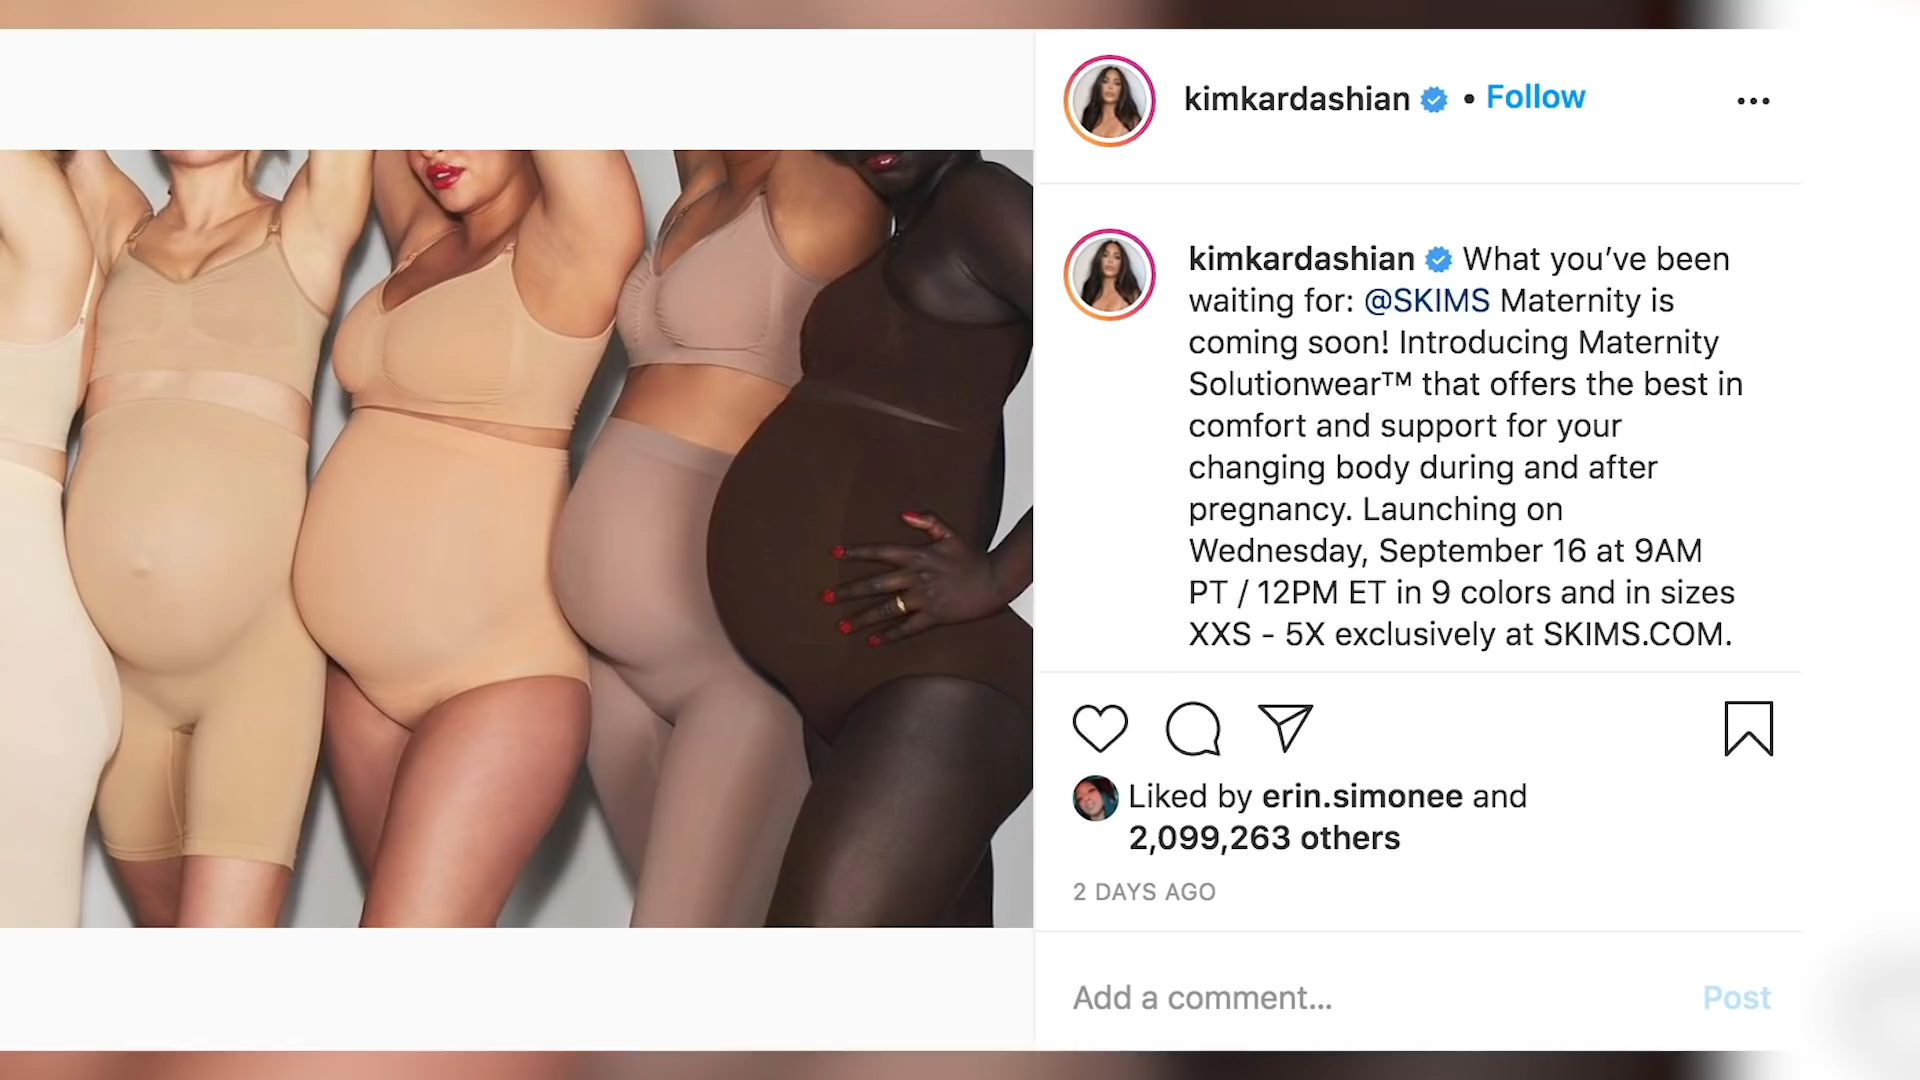 kimkardashian • Follow
kimkardashian What you’ve been
waiting for: @SKIMS Maternity is
coming soon! Introducing Maternity
Solutionwear™ that offers the best in
comfort and support for your
changing body during and after
pregnancy. Launching on
Wednesday, September 16 at 9AM
PT / 12PM ET in 9 colors and in sizes
XXS - 5X exclusively at SKIMS.COM.
Liked by erin.simonee and
2,099,263 others
2 DAYS AGO
Add a comment...
Post